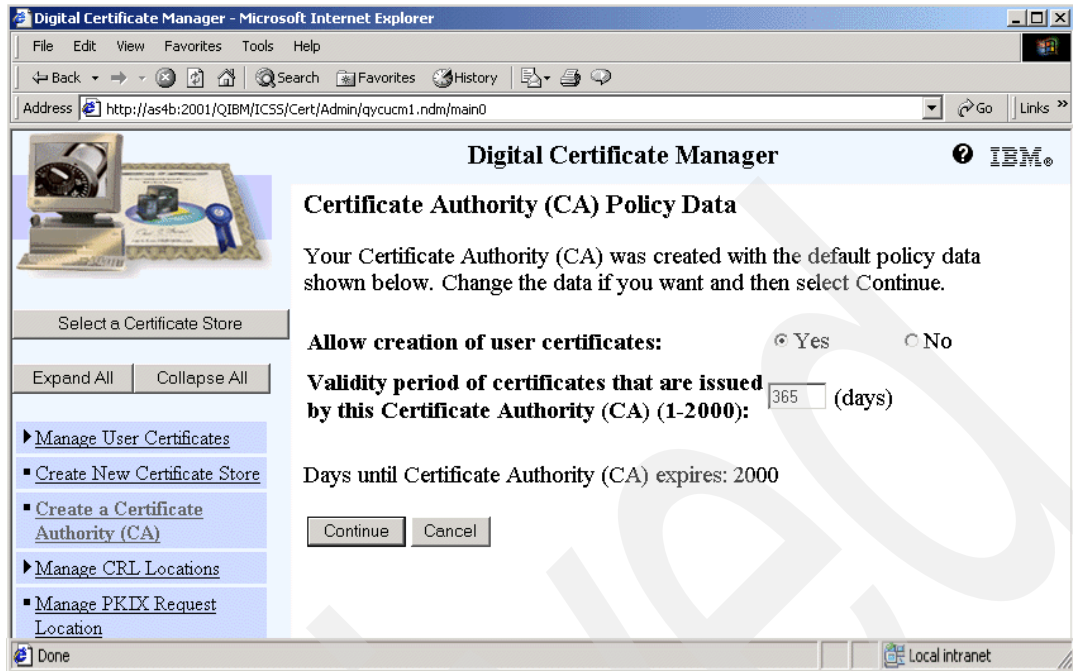 Digital Certificate Manager - Microsoft Internet Explorer
File Edit View Favorites Tools Help
Back Search Favorites History
Address http://as4b:2001/QIBM/ICSS/Cert/Admin/qycucm1.ndm/main0 Go Links »
Digital Certificate Manager
IBM®
Select a Certificate Store
Expand All Collapse All
Manage User Certificates
Create New Certificate Store
Create a Certificate
Authority (CA)
Manage CRL Locations
Manage PKIX Request
Location
Certificate Authority (CA) Policy Data
Your Certificate Authority (CA) was created with the default policy data
shown below. Change the data if you want and then select Continue.
Allow creation of user certificates: Yes No
Validity period of certificates that are issued
by this Certificate Authority (CA) (1-2000): 365 (days)
Days until Certificate Authority (CA) expires: 2000
Continue Cancel
Done Local intranet